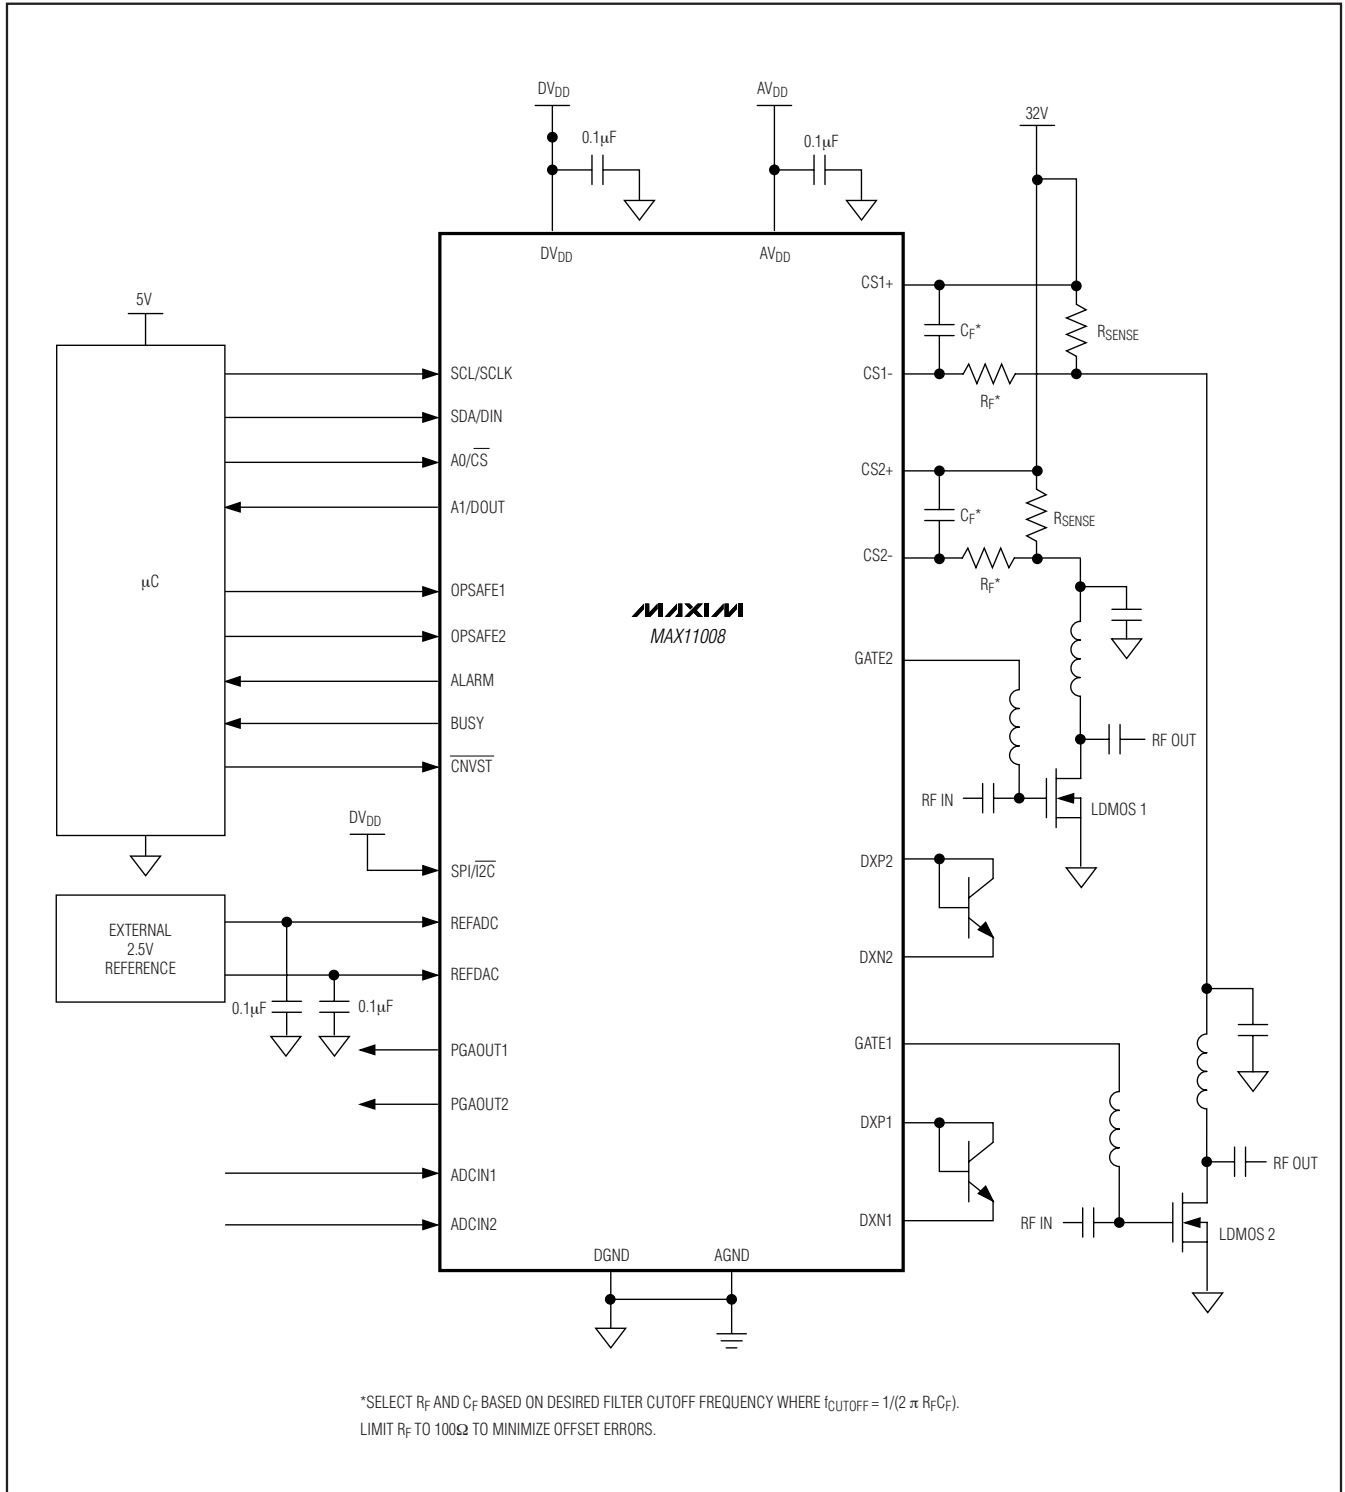 DVDD
AVDD
32V
0.1μF
0.1μF
DVDD
AVDD
CS1+
5V
CF*
RSENSE
SCL/SCLK
CS1-
RF*
SDA/DIN
A0/C̅S̅
CS2+
A1/DOUT
CF*
RSENSE
CS2-
μC
RF*
OPSAFE1
MAXIM
MAX11008
OPSAFE2
GATE2
ALARM
BUSY
RF OUT
C̅N̅V̅S̅T̅
RF IN
LDMOS 1
DVDD
SPI/I̅2̅C̅
DXP2
REFADC
EXTERNAL
2.5V
REFERENCE
DXN2
REFDAC
0.1μF
0.1μF
PGAOUT1
GATE1
PGAOUT2
DXP1
RF OUT
ADCIN1
ADCIN2
DXN1
RF IN
LDMOS 2
DGND
AGND
*SELECT RF AND CF BASED ON DESIRED FILTER CUTOFF FREQUENCY WHERE fCUTOFF = 1/(2 π RFCF).
LIMIT RF TO 100Ω TO MINIMIZE OFFSET ERRORS.